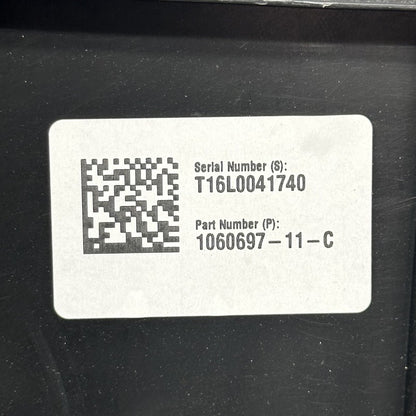 Serial Number (S):
T16L0041740
Part Number (P):
1060697-11-C